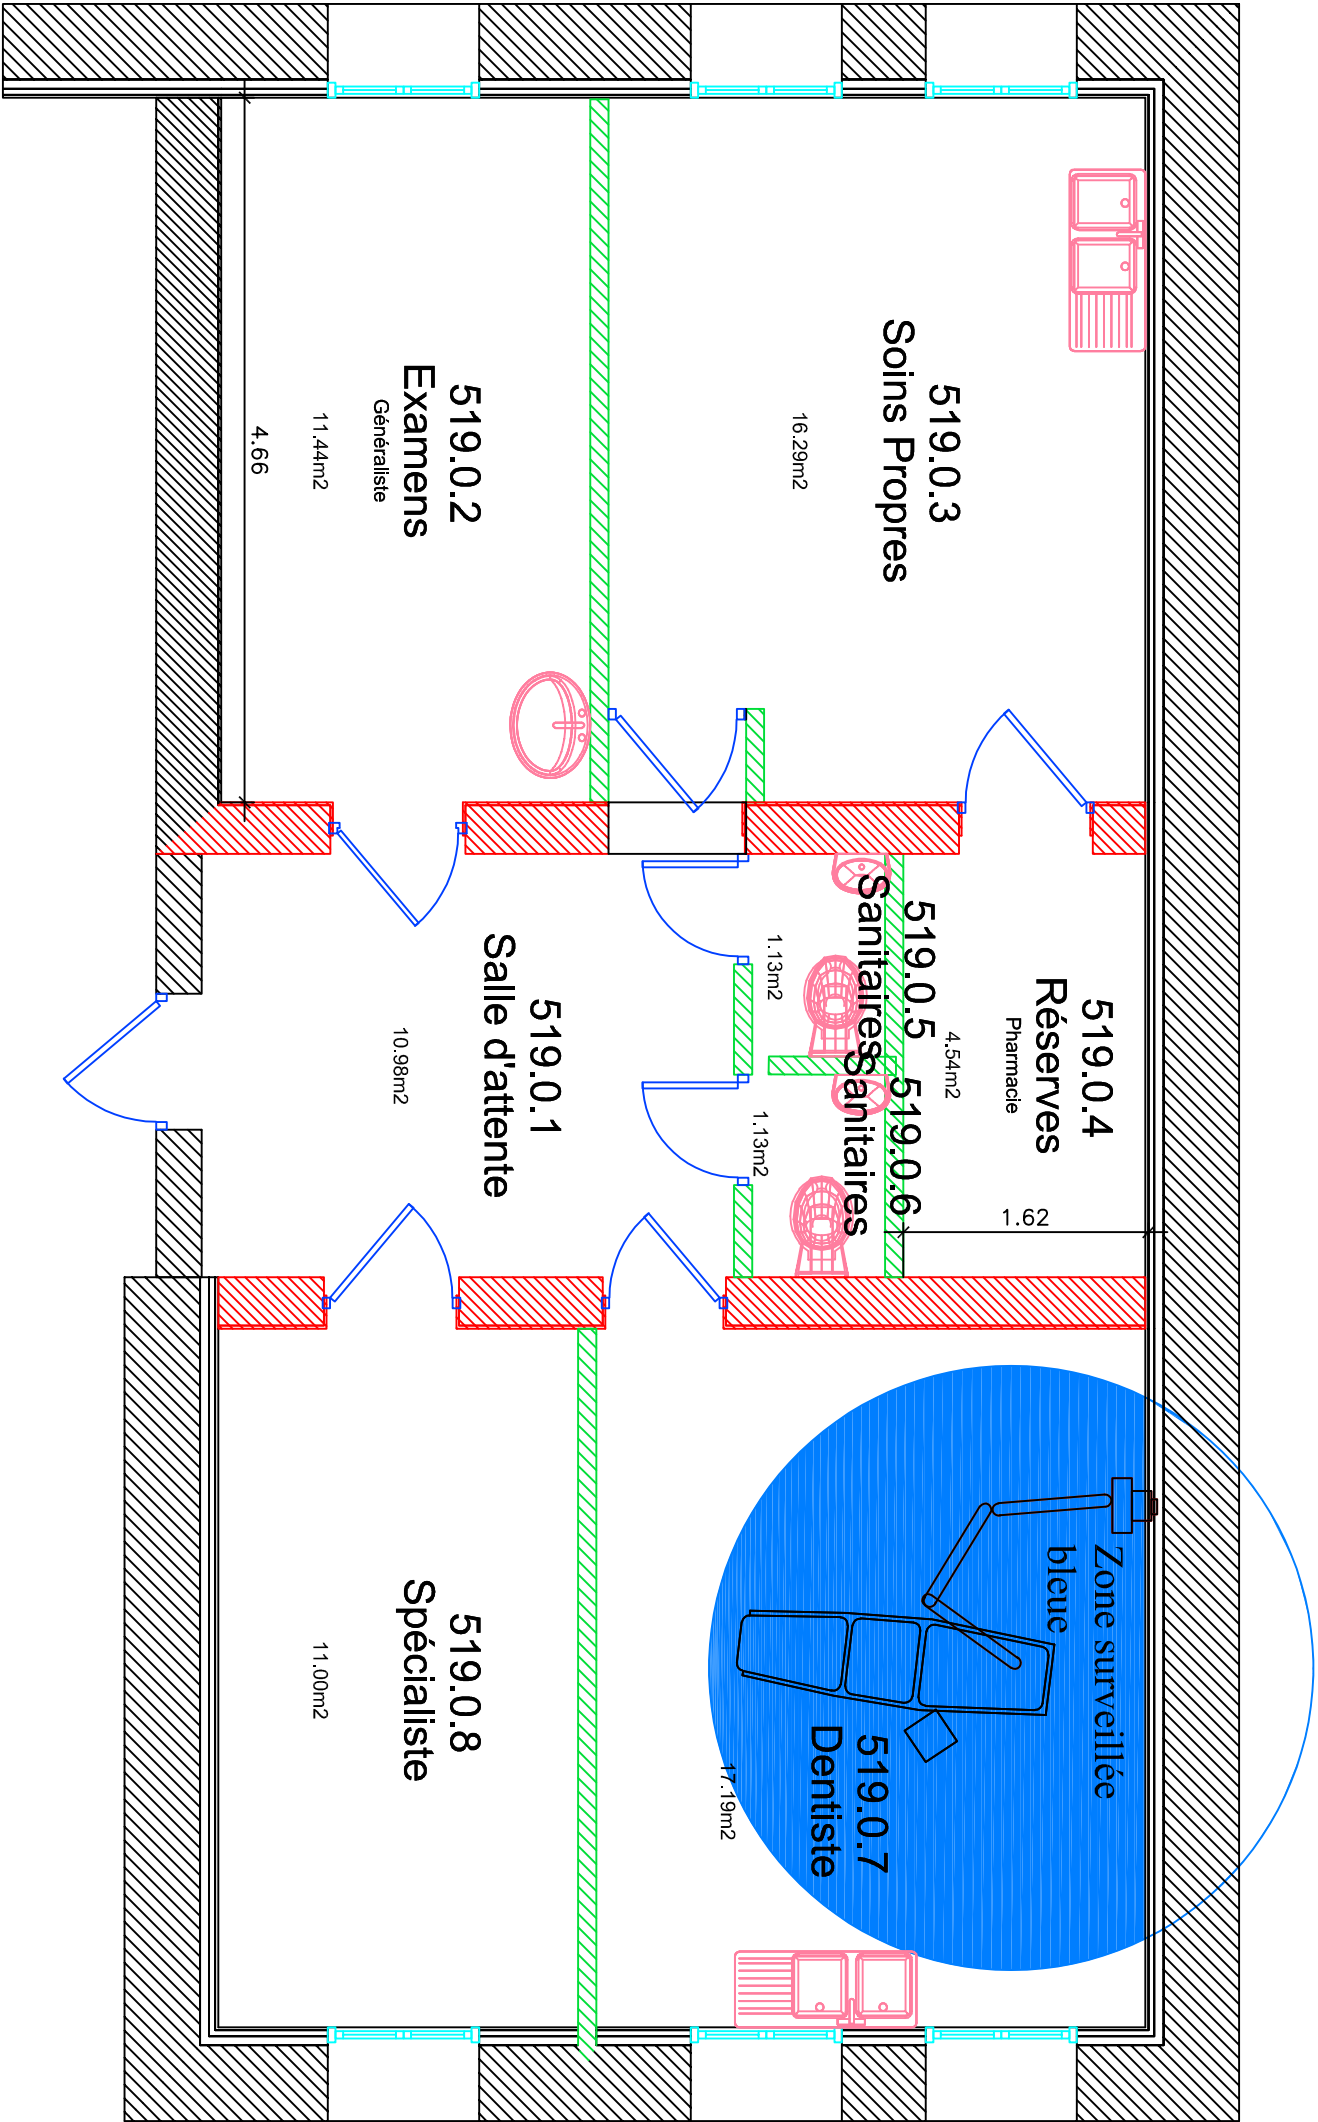 519.0.3
Soins Propres
16.29m2
519.0.2
Examens
Généraliste
11.44m2
4.66
519.0.4
Réserves
Pharmacie
4.54m2
1.62
519.0.5
Sanitaires
1.13m2
519.0.6
Sanitaires
1.13m2
519.0.1
Salle d'attente
10.98m2
Zone surveillée
bleue
519.0.7
Dentiste
17.19m2
519.0.8
Spécialiste
11.00m2